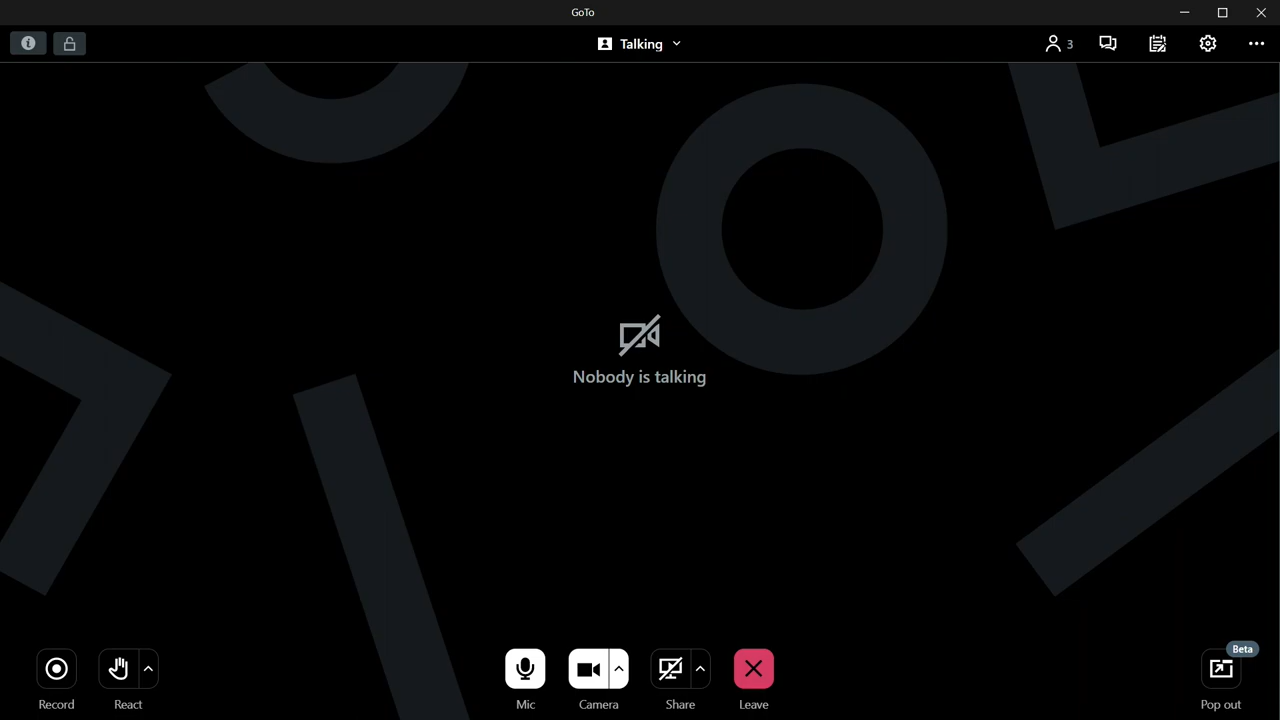 GoTo
Talking
3
Nobody is talking
Beta
Record
React
Mic
Camera
Share
Leave
Pop out